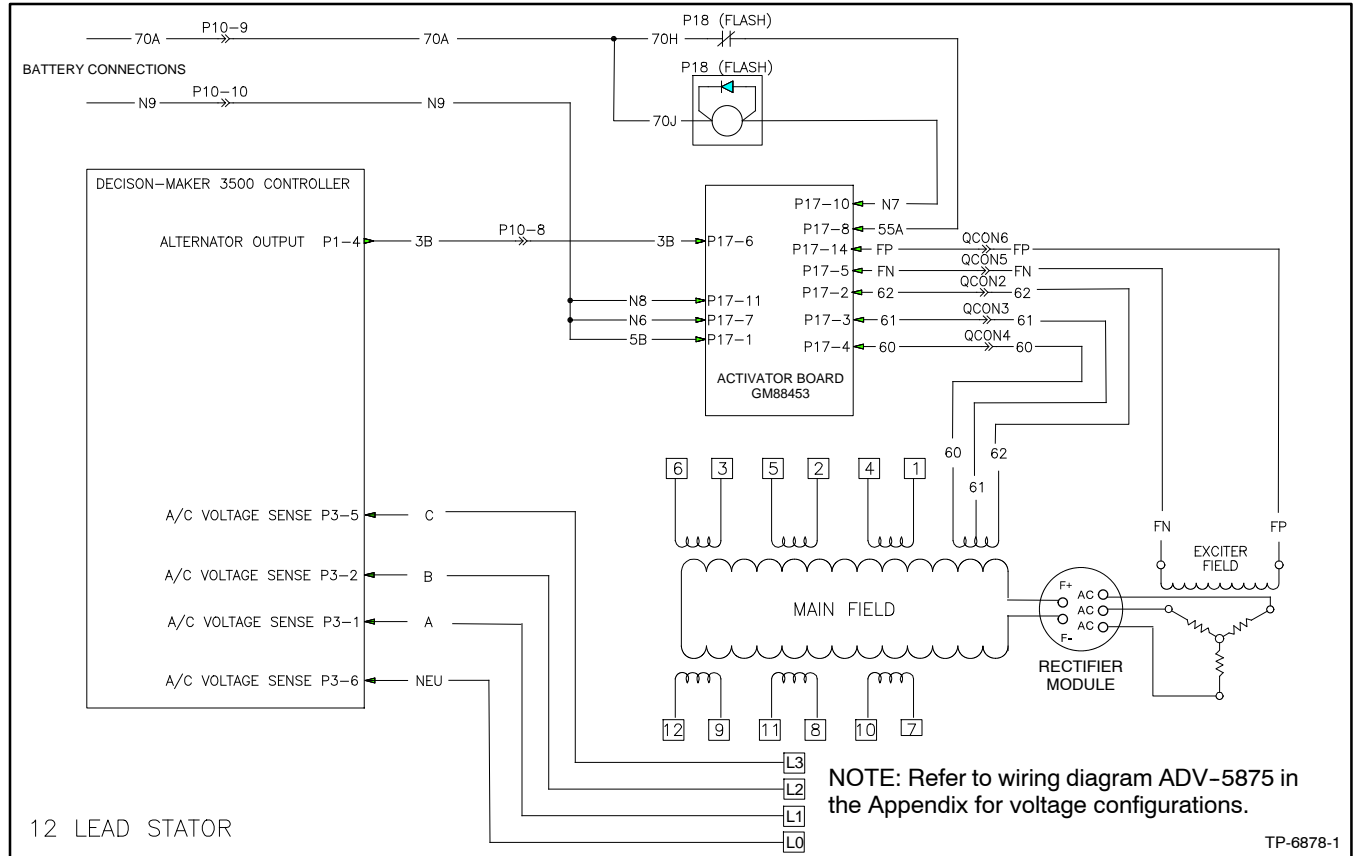 P10-9
70A
70A
70H
P18 (FLASH)
BATTERY CONNECTIONS
P18 (FLASH)
P10-10
N9
N9
70J
DECISON-MAKER 3500 CONTROLLER
ALTERNATOR OUTPUT P1-4
3B
P10-8
3B
P17-6
N8
P17-11
N6
P17-7
5B
P17-1
P17-10
N7
P17-8
55A
P17-14
FP
QCON6
FP
P17-5
FN
QCON5
FN
P17-2
62
QCON2
62
P17-3
61
QCON3
61
P17-4
60
QCON4
60
ACTIVATOR BOARD
GM88453
60
61
62
6
3
5
2
4
1
FN
FP
EXCITER
FIELD
MAIN FIELD
F+
AC
AC
AC
F-
RECTIFIER
MODULE
A/C VOLTAGE SENSE P3-5
C
A/C VOLTAGE SENSE P3-2
B
A/C VOLTAGE SENSE P3-1
A
A/C VOLTAGE SENSE P3-6
NEU
12
9
11
8
10
7
L3
L2
L1
L0
NOTE: Refer to wiring diagram ADV-5875 in
the Appendix for voltage configurations.
12 LEAD STATOR
TP-6878-1